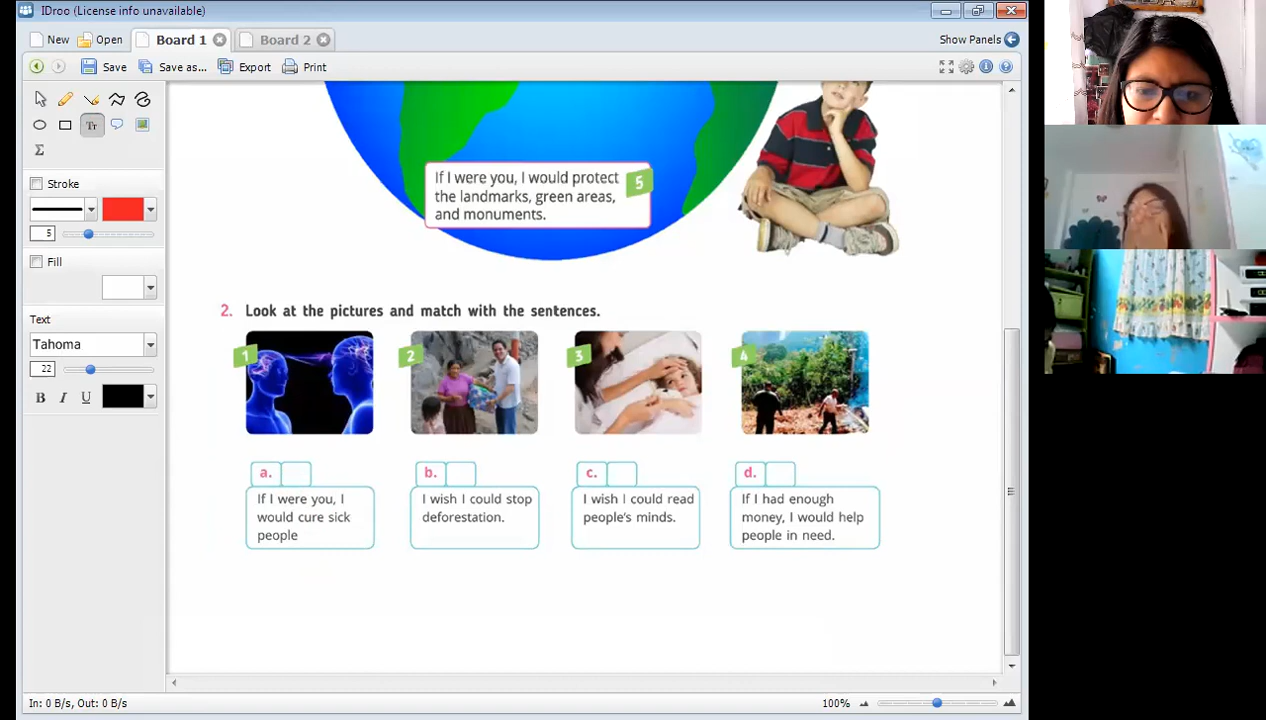 IDroo (License info unavailable)
New Open Board 1 Board 2 Show Panels
Save Save as... Export Print
Tr
Σ
Stroke
5
Fill
Text
Tahoma
22
B I U
If I were you, I would protect
the landmarks, green areas,
and monuments.
5
2. Look at the pictures and match with the sentences.
1 2 3 4
a. b. c. d.
If I were you, I
would cure sick
people
I wish I could stop
deforestation.
I wish I could read
people's minds.
If I had enough
money, I would help
people in need.
In: 0 B/s, Out: 0 B/s 100%